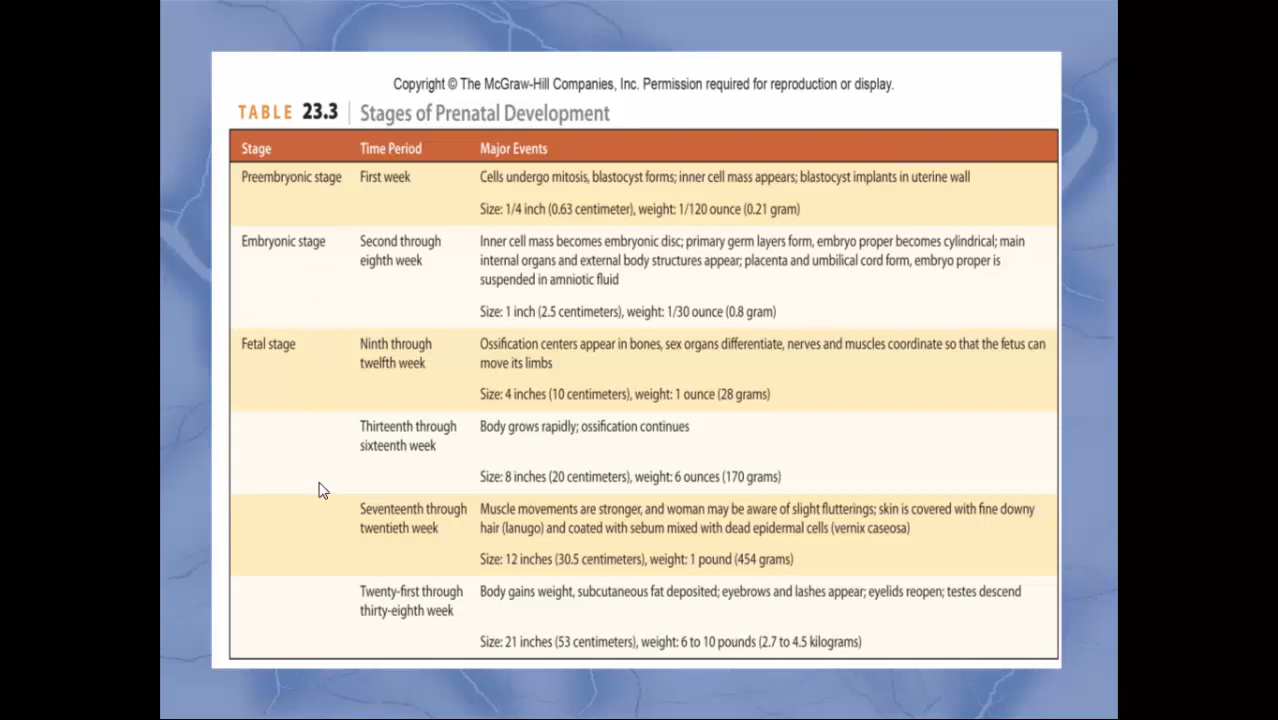 Copyright © The McGraw-Hill Companies, Inc. Permission required for reproduction or display.
TABLE 23.3 | Stages of Prenatal Development
Stage Time Period Major Events
Preembryonic stage First week Cells undergo mitosis, blastocyst forms; inner cell mass appears; blastocyst implants in uterine wall
Size: 1/4 inch (0.63 centimeter), weight: 1/120 ounce (0.21 gram)
Embryonic stage Second through Inner cell mass becomes embryonic disc; primary germ layers form, embryo proper becomes cylindrical; main
eighth week internal organs and external body structures appear; placenta and umbilical cord form, embryo proper is
suspended in amniotic fluid
Size: 1 inch (2.5 centimeters), weight: 1/30 ounce (0.8 gram)
Fetal stage Ninth through Ossification centers appear in bones, sex organs differentiate, nerves and muscles coordinate so that the fetus can
twelfth week move its limbs
Size: 4 inches (10 centimeters), weight: 1 ounce (28 grams)
Thirteenth through Body grows rapidly; ossification continues
sixteenth week
Size: 8 inches (20 centimeters), weight: 6 ounces (170 grams)
Seventeenth through Muscle movements are stronger, and woman may be aware of slight flutterings; skin is covered with fine downy
twentieth week hair (lanugo) and coated with sebum mixed with dead epidermal cells (vernix caseosa)
Size: 12 inches (30.5 centimeters), weight: 1 pound (454 grams)
Twenty-first through Body gains weight, subcutaneous fat deposited; eyebrows and lashes appear; eyelids reopen; testes descend
thirty-eighth week
Size: 21 inches (53 centimeters), weight: 6 to 10 pounds (2.7 to 4.5 kilograms)